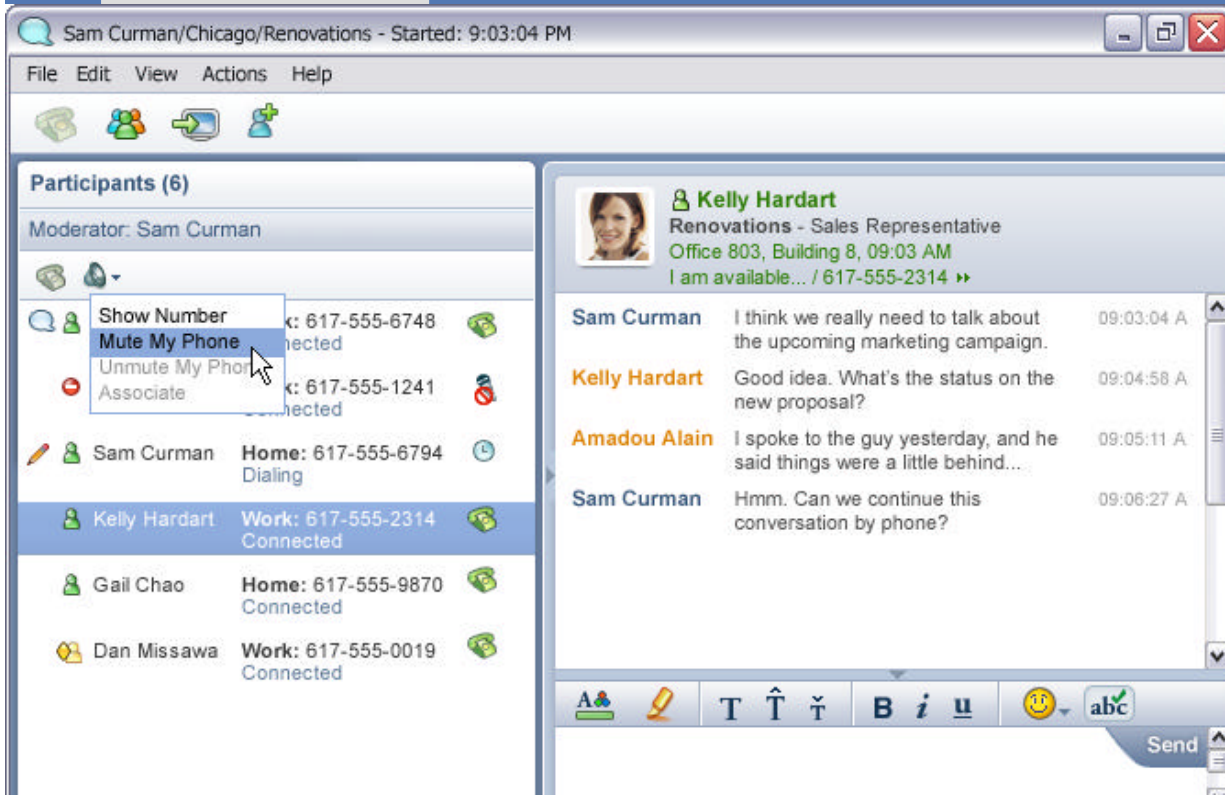 Sam Curman/Chicago/Renovations - Started: 9:03:04 PM
File Edit View Actions Help
Participants (6)
Moderator: Sam Curman
Show Number
Mute My Phone
Unmute My Phon
Associate
k: 617-555-6748
nected
k: 617-555-1241
nnected
Sam Curman Home: 617-555-6794
Dialing
Kelly Hardart Work: 617-555-2314
Connected
Gail Chao Home: 617-555-9870
Connected
Dan Missawa Work: 617-555-0019
Connected
Kelly Hardart
Renovations - Sales Representative
Office 803, Building 8, 09:03 AM
I am available... / 617-555-2314
Sam Curman I think we really need to talk about 09:03:04 A
the upcoming marketing campaign.
Kelly Hardart Good idea. What's the status on the 09:04:58 A
new proposal?
Amadou Alain I spoke to the guy yesterday, and he 09:05:11 A
said things were a little behind...
Sam Curman Hmm. Can we continue this 09:06:27 A
conversation by phone?
A T T T B i u abc
Send